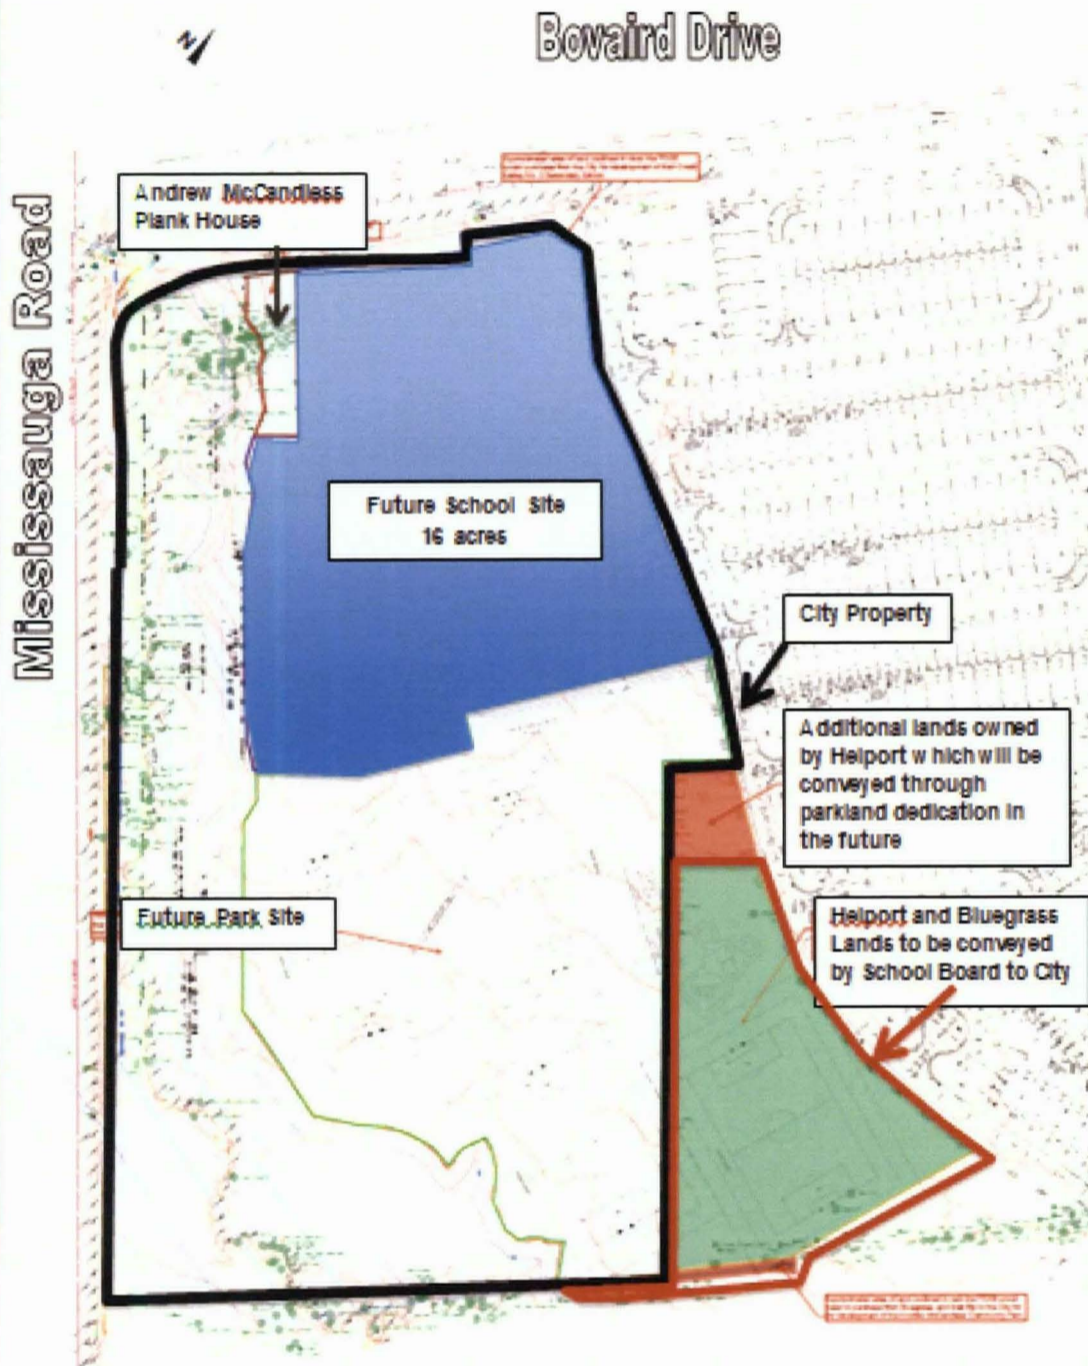 N
Bovaird Drive
Mississauga Road
Andrew McCandless
Plank House
Future School Site
16 acres
City Property
Additional lands owned
by Helport which will be
conveyed through
parkland dedication in
the future
Future Park Site
Helport and Bluegrass
Lands to be conveyed
by School Board to City